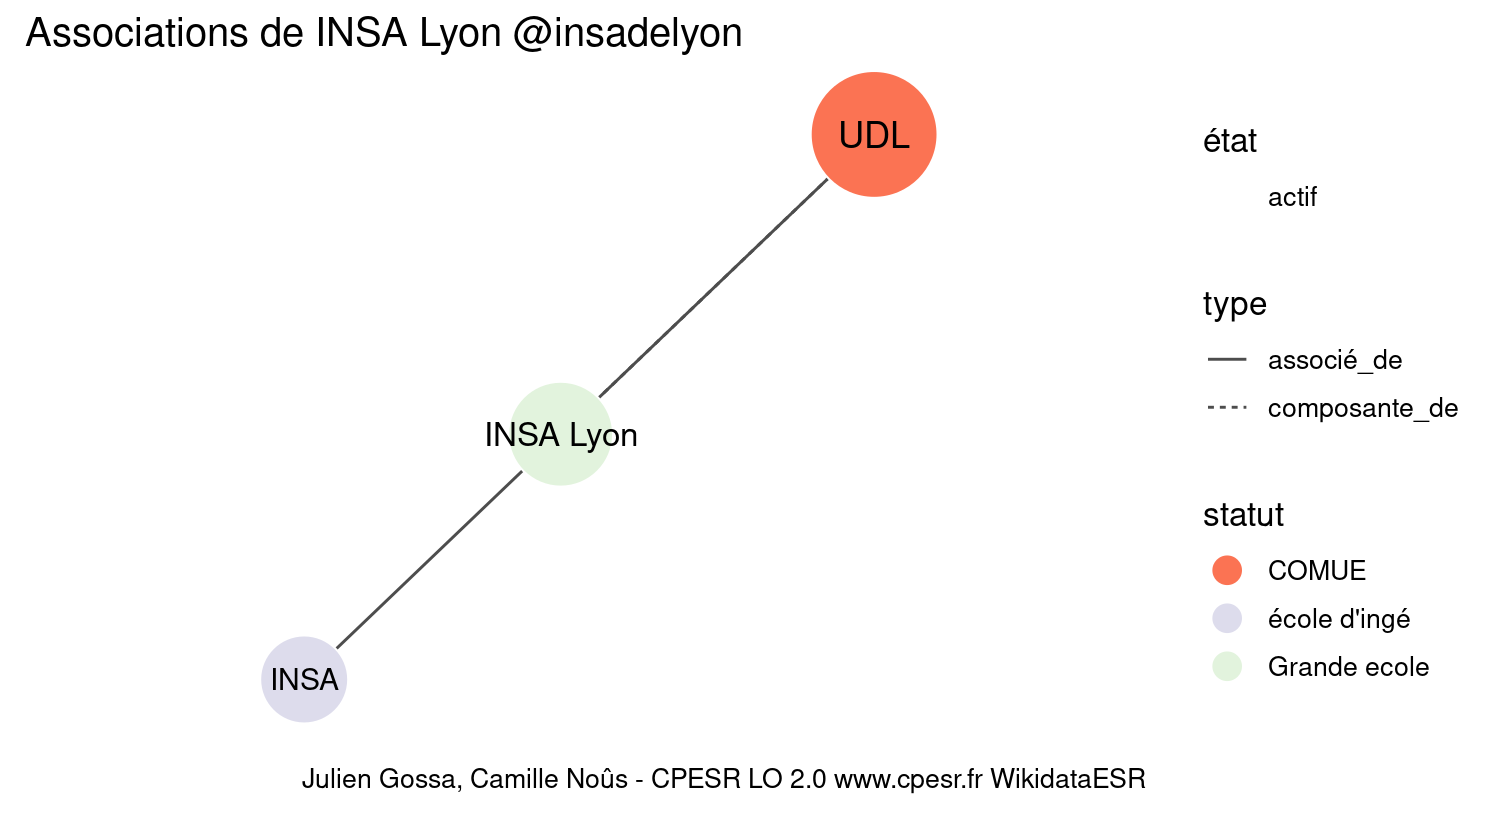 Associations de INSA Lyon @insadelyon
UDL
INSA Lyon
INSA
état
actif
type
associé_de
composante_de
statut
COMUE
école d'ingé
Grande ecole
Julien Gossa, Camille Noûs - CPESR LO 2.0 www.cpesr.fr WikidataESR